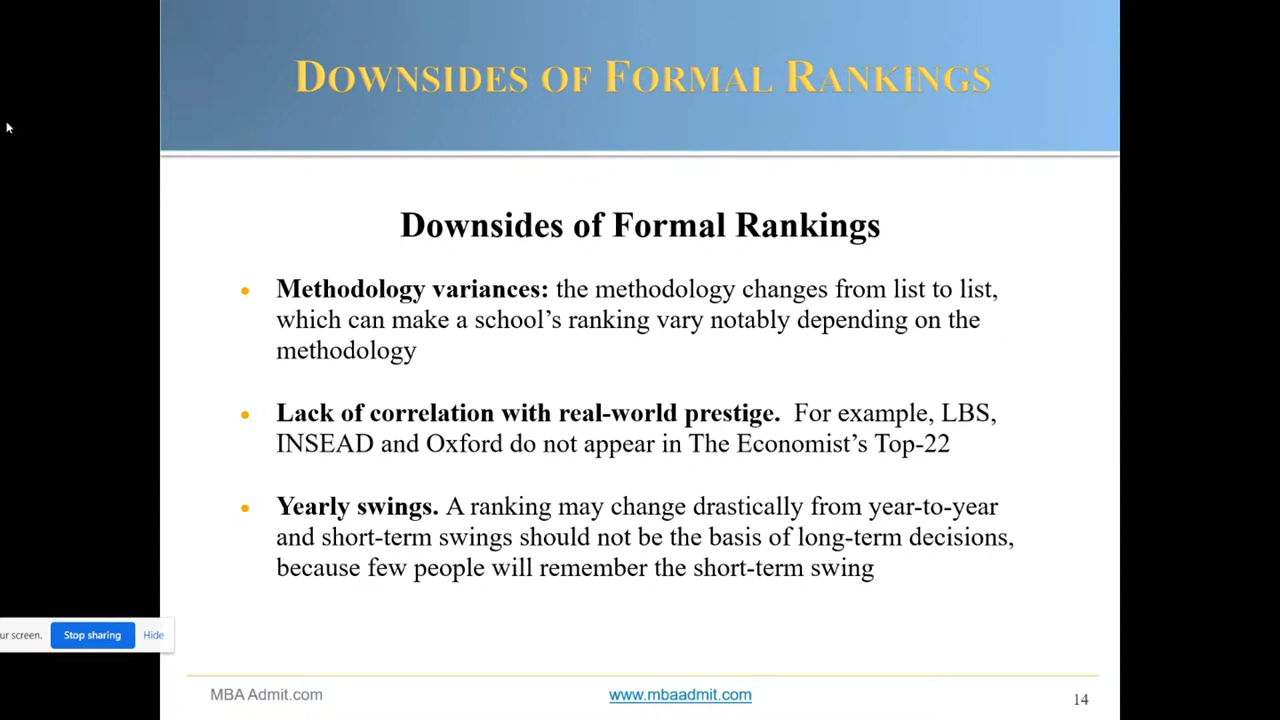 DOWNSIDES OF FORMAL RANKINGS
Downsides of Formal Rankings
• Methodology variances: the methodology changes from list to list,
which can make a school’s ranking vary notably depending on the
methodology
• Lack of correlation with real-world prestige.  For example, LBS,
INSEAD and Oxford do not appear in The Economist’s Top-22
• Yearly swings. A ranking may change drastically from year-to-year
and short-term swings should not be the basis of long-term decisions,
because few people will remember the short-term swing
ur screen. Stop sharing Hide
MBA Admit.com www.mbaadmit.com 14